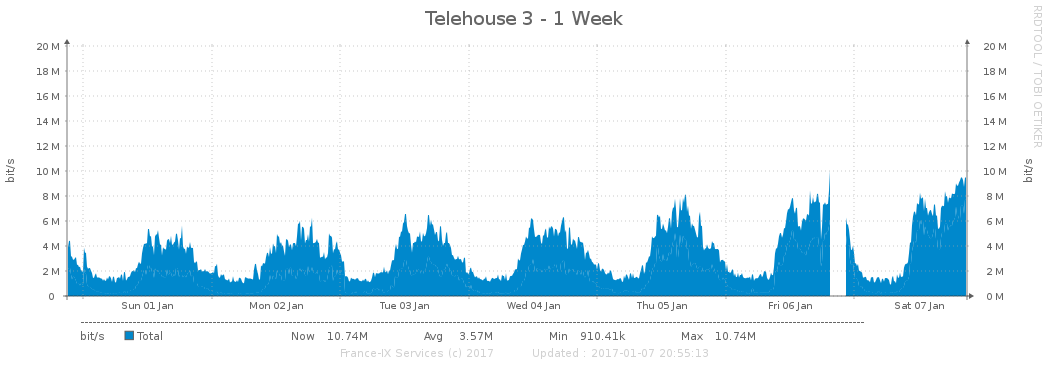 Telehouse 3 - 1 Week
RRDTOOL / TOBI OETIKER
20 M 20 M
18 M 18 M
16 M 16 M
14 M 14 M
12 M 12 M
10 M 10 M
8 M 8 M
6 M 6 M
4 M 4 M
2 M 2 M
0 0 M
bit/s
bit/s
Sun 01 Jan Mon 02 Jan Tue 03 Jan Wed 04 Jan Thu 05 Jan Fri 06 Jan Sat 07 Jan
bit/s Total Now 10.74M Avg 3.57M Min 910.41k Max 10.74M
France-IX Services (c) 2017 Updated : 2017-01-07 20:55:13